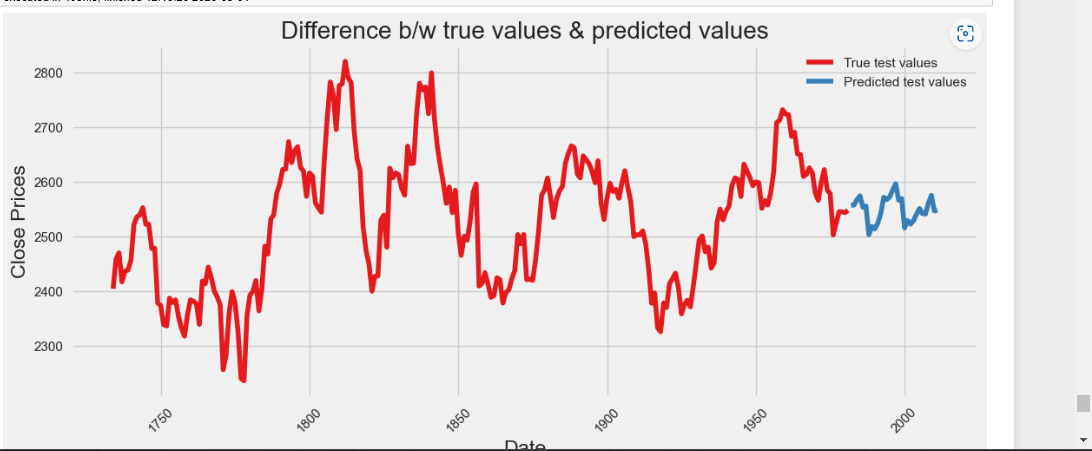 Difference b/w true values & predicted values
True test values
Predicted test values
Close Prices
2800
2700
2600
2500
2400
2300
1750
1800
1850
1900
1950
2000
Date